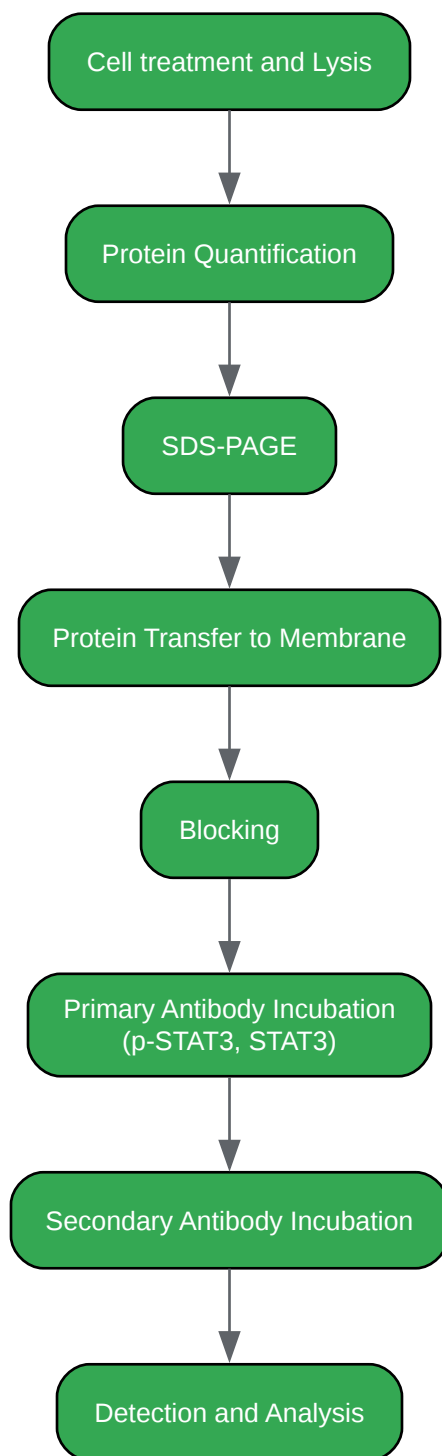 Cell treatment and Lysis
Protein Quantification
SDS-PAGE
Protein Transfer to Membrane
Blocking
Primary Antibody Incubation
(p-STAT3, STAT3)
Secondary Antibody Incubation
Detection and Analysis